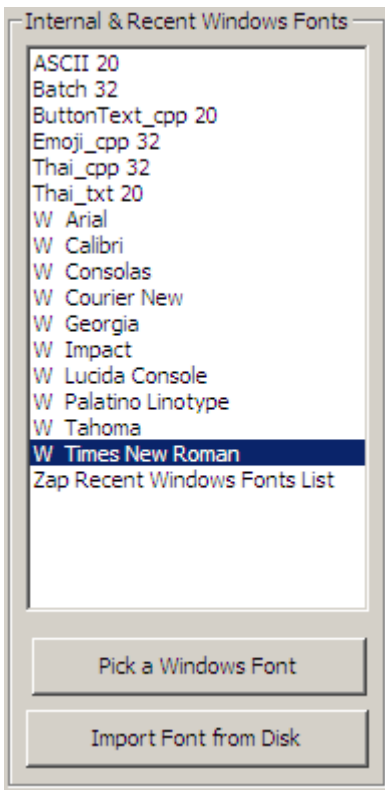 Internal & Recent Windows Fonts
ASCII 20
Batch 32
ButtonText_cpp 20
Emoji_cpp 32
Thai_cpp 32
Thai_txt 20
W  Arial
W  Calibri
W  Consolas
W  Courier New
W  Georgia
W  Impact
W  Lucida Console
W  Palatino Linotype
W  Tahoma
W  Times New Roman
Zap Recent Windows Fonts List
Pick a Windows Font
Import Font from Disk